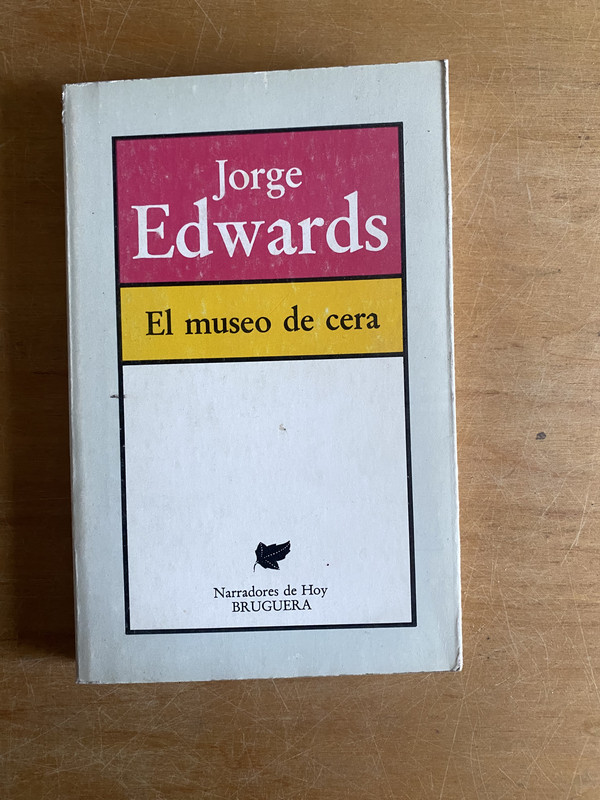 Jorge
Edwards
El museo de cera
Narradores de Hoy
BRUGUERA